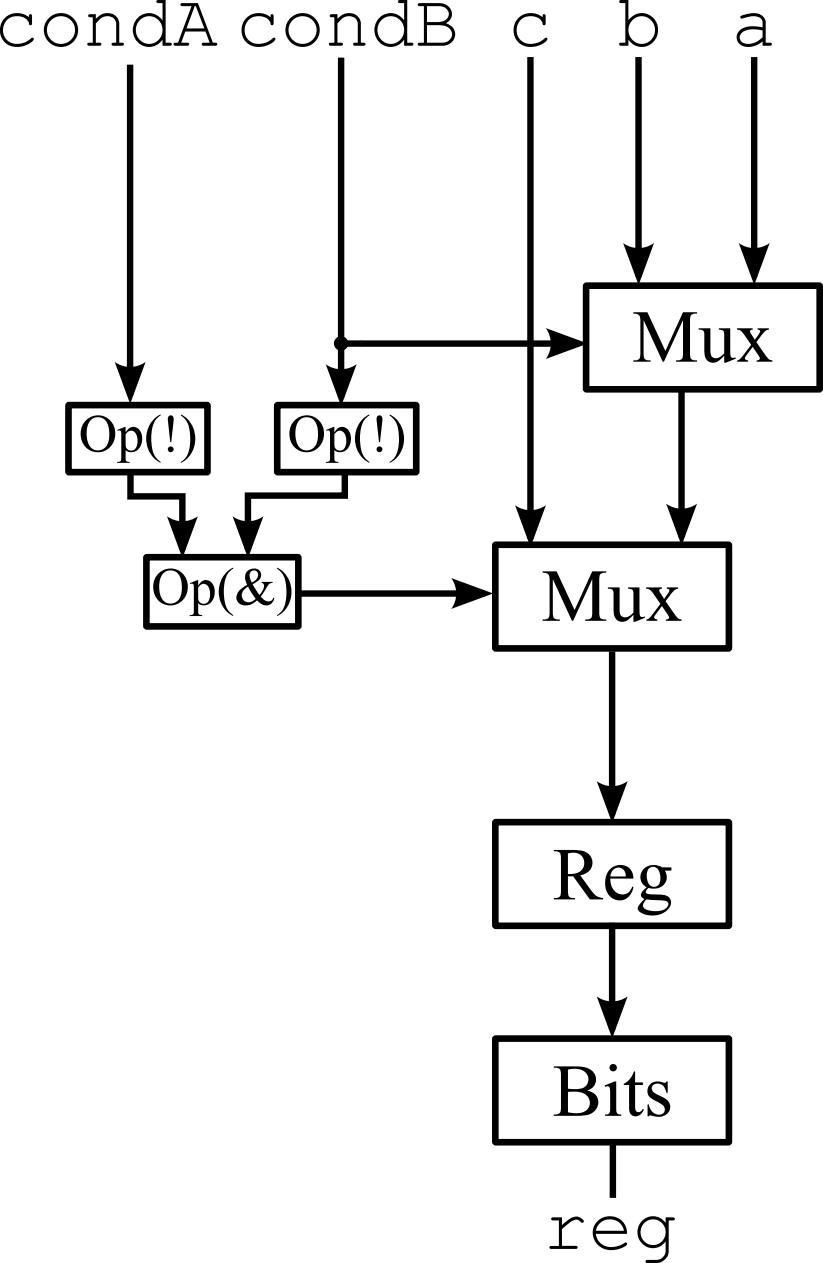 condA condB c b a
Mux
Op(!) Op(!)
Op(&) Mux
Reg
Bits
reg